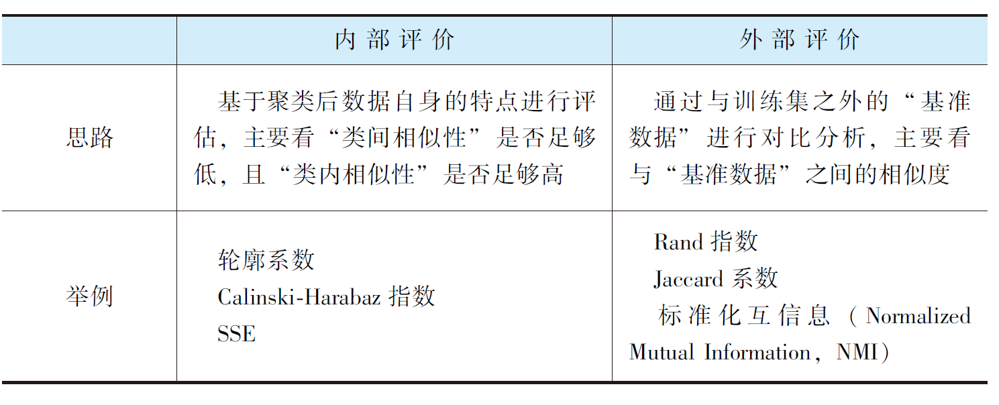 内部评价
外部评价
思路
基于聚类后数据自身的特点进行评
估，主要看“类间相似性”是否足够
低，且“类内相似性”是否足够高
通过与训练集之外的“基准
数据”进行对比分析，主要看
与“基准数据”之间的相似度
举例
轮廓系数
Calinski-Harabaz 指数
SSE
Rand 指数
Jaccard 系数
标准化互信息（Normalized
Mutual Information，NMI）